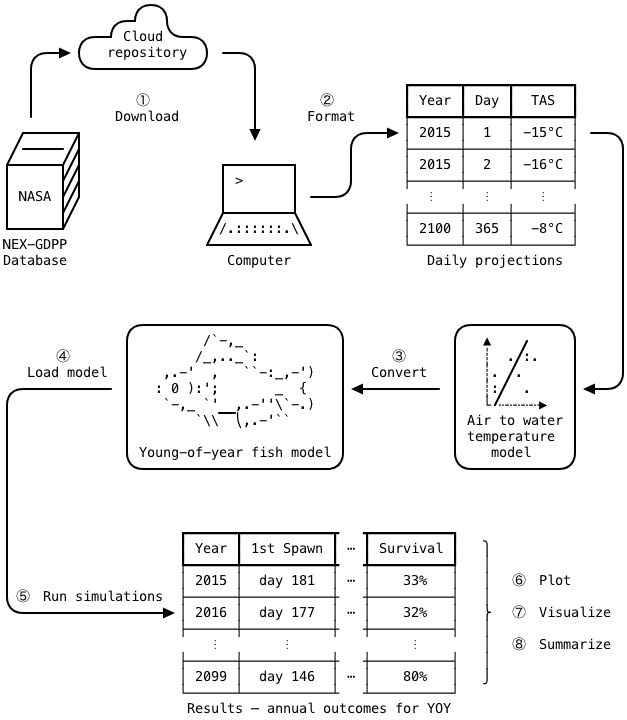 Cloud
repository
①
Download
②
Format
NASA
NEX−GDPP
Database
>
Computer
Year Day TAS
2015 1 −15°C
2015 2 −16°C
⋮ ⋮ ⋮
2100 365 −8°C
Daily projections
④
Load model
Young−of−year fish model
③
Convert
Air to water
temperature
model
⑤ Run simulations
Year 1st Spawn ⋯ Survival
2015 day 181 ⋯ 33%
2016 day 177 ⋯ 32%
⋮ ⋮ ⋮
2099 day 146 ⋯ 80%
Results — annual outcomes for YOY
⑥ Plot
⑦ Visualize
⑧ Summarize